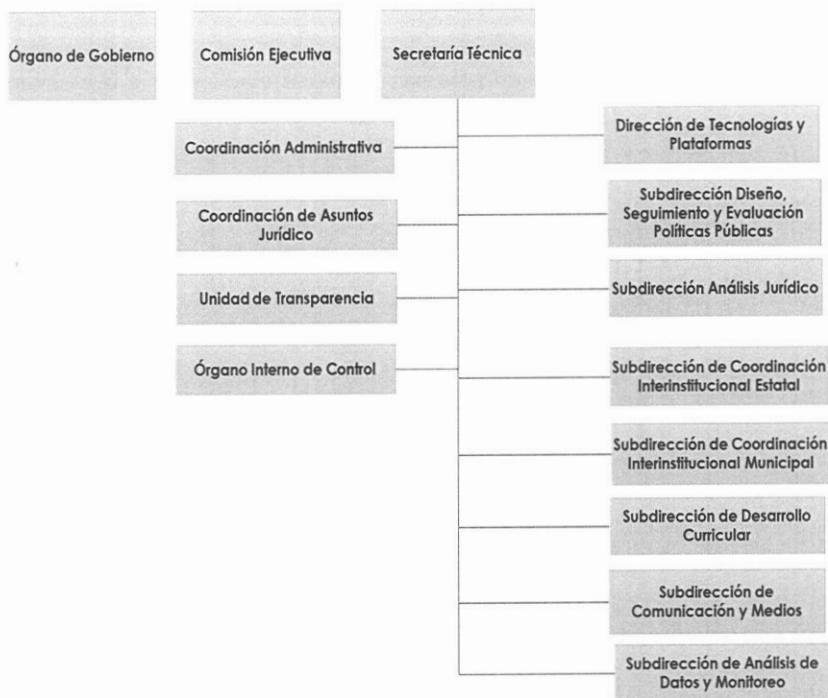 Órgano de Gobierno
Comisión Ejecutiva
Secretaría Técnica
Coordinación Administrativa
Coordinación de Asuntos
Jurídico
Unidad de Transparencia
Órgano Interno de Control
Dirección de Tecnologías y
Plataformas
Subdirección Diseño,
Seguimiento y Evaluación
Políticas Públicas
Subdirección Análisis Jurídico
Subdirección de Coordinación
Interinstitucional Estatal
Subdirección de Coordinación
Interinstitucional Municipal
Subdirección de Desarrollo
Curricular
Subdirección de
Comunicación y Medios
Subdirección de Análisis de
Datos y Monitoreo